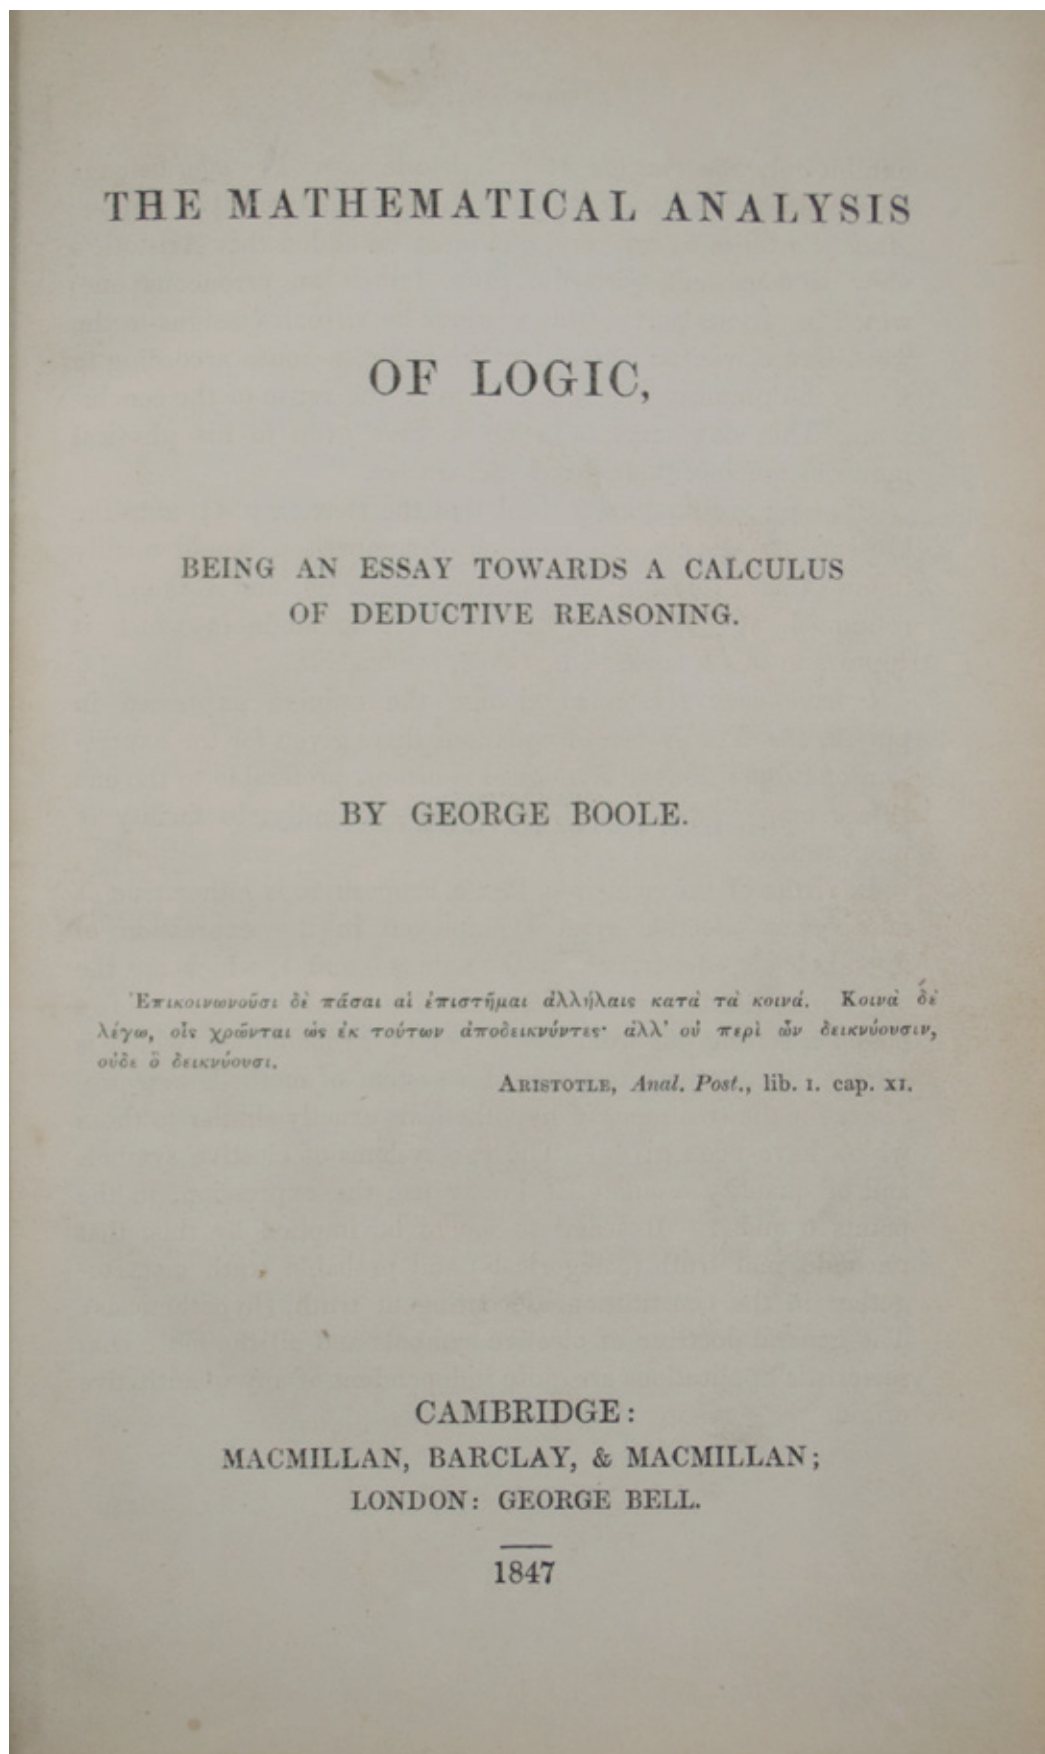 THE MATHEMATICAL ANALYSIS
OF LOGIC,
BEING AN ESSAY TOWARDS A CALCULUS
OF DEDUCTIVE REASONING.
BY GEORGE BOOLE.
Ἐπικοινωνοῦσι δὲ πᾶσαι αἱ ἐπιστῆμαι ἀλλήλαις κατὰ τὰ κοινά. Κοινὰ δὲ
λέγω, οἷς χρῶνται ὡς ἐκ τούτων ἀποδεικνύντες· ἀλλ’ οὐ περὶ ὧν δεικνύουσιν,
οὐδε ὃ δεικνύουσι.
ARISTOTLE, Anal. Post., lib. I. cap. XI.
CAMBRIDGE:
MACMILLAN, BARCLAY, & MACMILLAN;
LONDON: GEORGE BELL.
1847